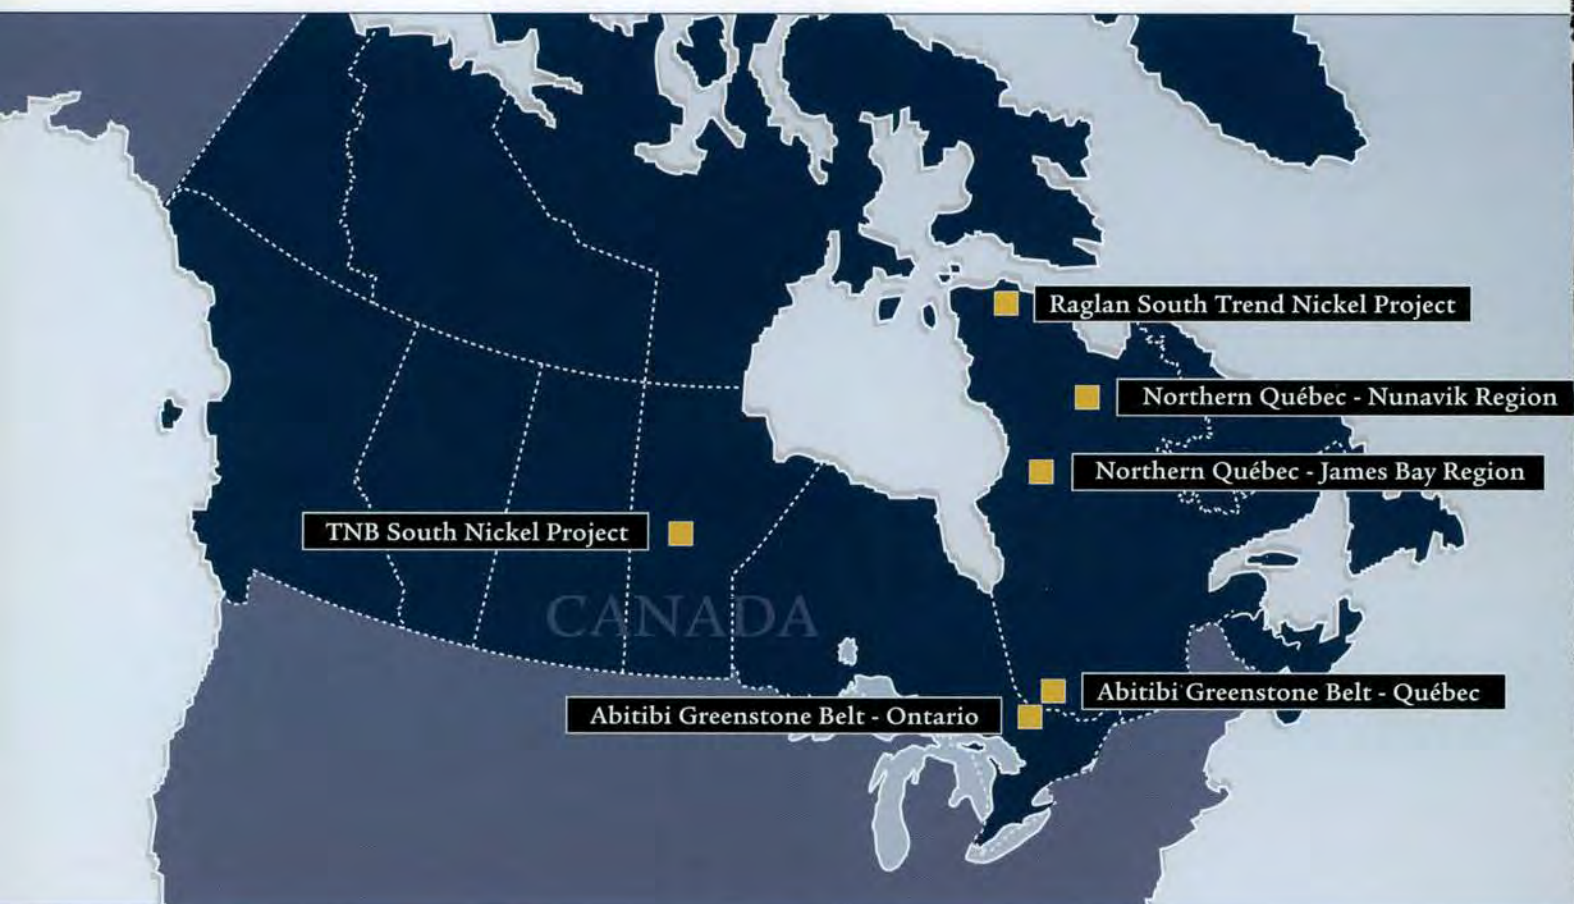 Raglan South Trend Nickel Project
Northern Québec - Nunavik Region
Northern Québec - James Bay Region
TNB South Nickel Project
CANADA
Abitibi Greenstone Belt - Québec
Abitibi Greenstone Belt - Ontario